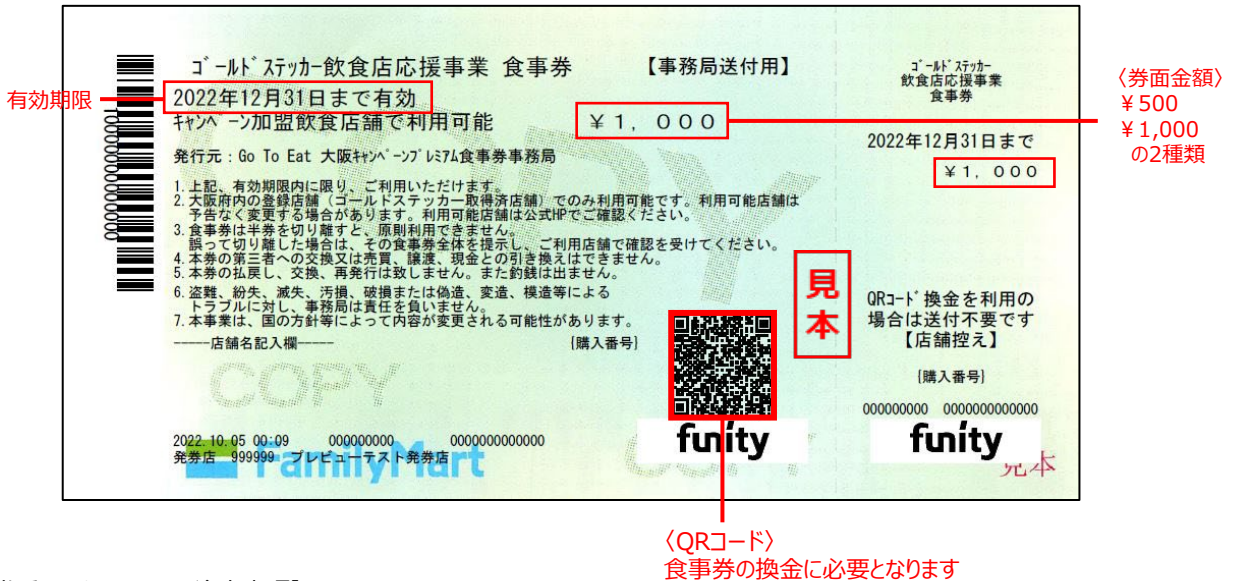 ゴールドステッカー飲食店応援事業 食事券 【事務局送付用】
有効期限
2022年12月31日まで有効
キャンペーン加盟飲食店舗で利用可能
¥1, 000
発行元：Go To Eat 大阪キャンペーンプレミアム食事券事務局
1. 上記、有効期限内に限り、ご利用いただけます。
2. 大阪府内の登録店舗（ゴールドステッカー取得済店舗）でのみ利用可能です。利用可能店舗は
予告なく変更する場合があります。利用可能店舗は公式HPでご確認ください。
3. 食事券は半券を切り離すと、原則利用できません。
誤って切り離した場合は、その食事券全体を提示し、ご利用店舗で確認を受けてください。
4. 本券の第三者への交換又は売買、譲渡、現金との引き換えはできません。
5. 本券の払戻し、交換、再発行は致しません。また釣銭は出ません。
6. 盗難、紛失、滅失、汚損、破損または偽造、変造、模造等による
トラブルに対し、事務局は責任を負いません。
7. 本事業は、国の方針等によって内容が変更される可能性があります。
-----店舗名記入欄-----
[購入番号]
COPY
2022.10.05 00:09 000000000 0000000000000
発券店 999999 プレビューテスト発券店
FamilyMart
funity
見本
ゴールドステッカー
飲食店応援事業
食事券
2022年12月31日まで
¥1, 000
QRコード換金を利用の
場合は送付不要です
【店舗控え】
[購入番号]
000000000 0000000000000
funity
見本
〈券面金額〉
¥500
¥1,000
の2種類
〈QRコード〉
食事券の換金に必要となります